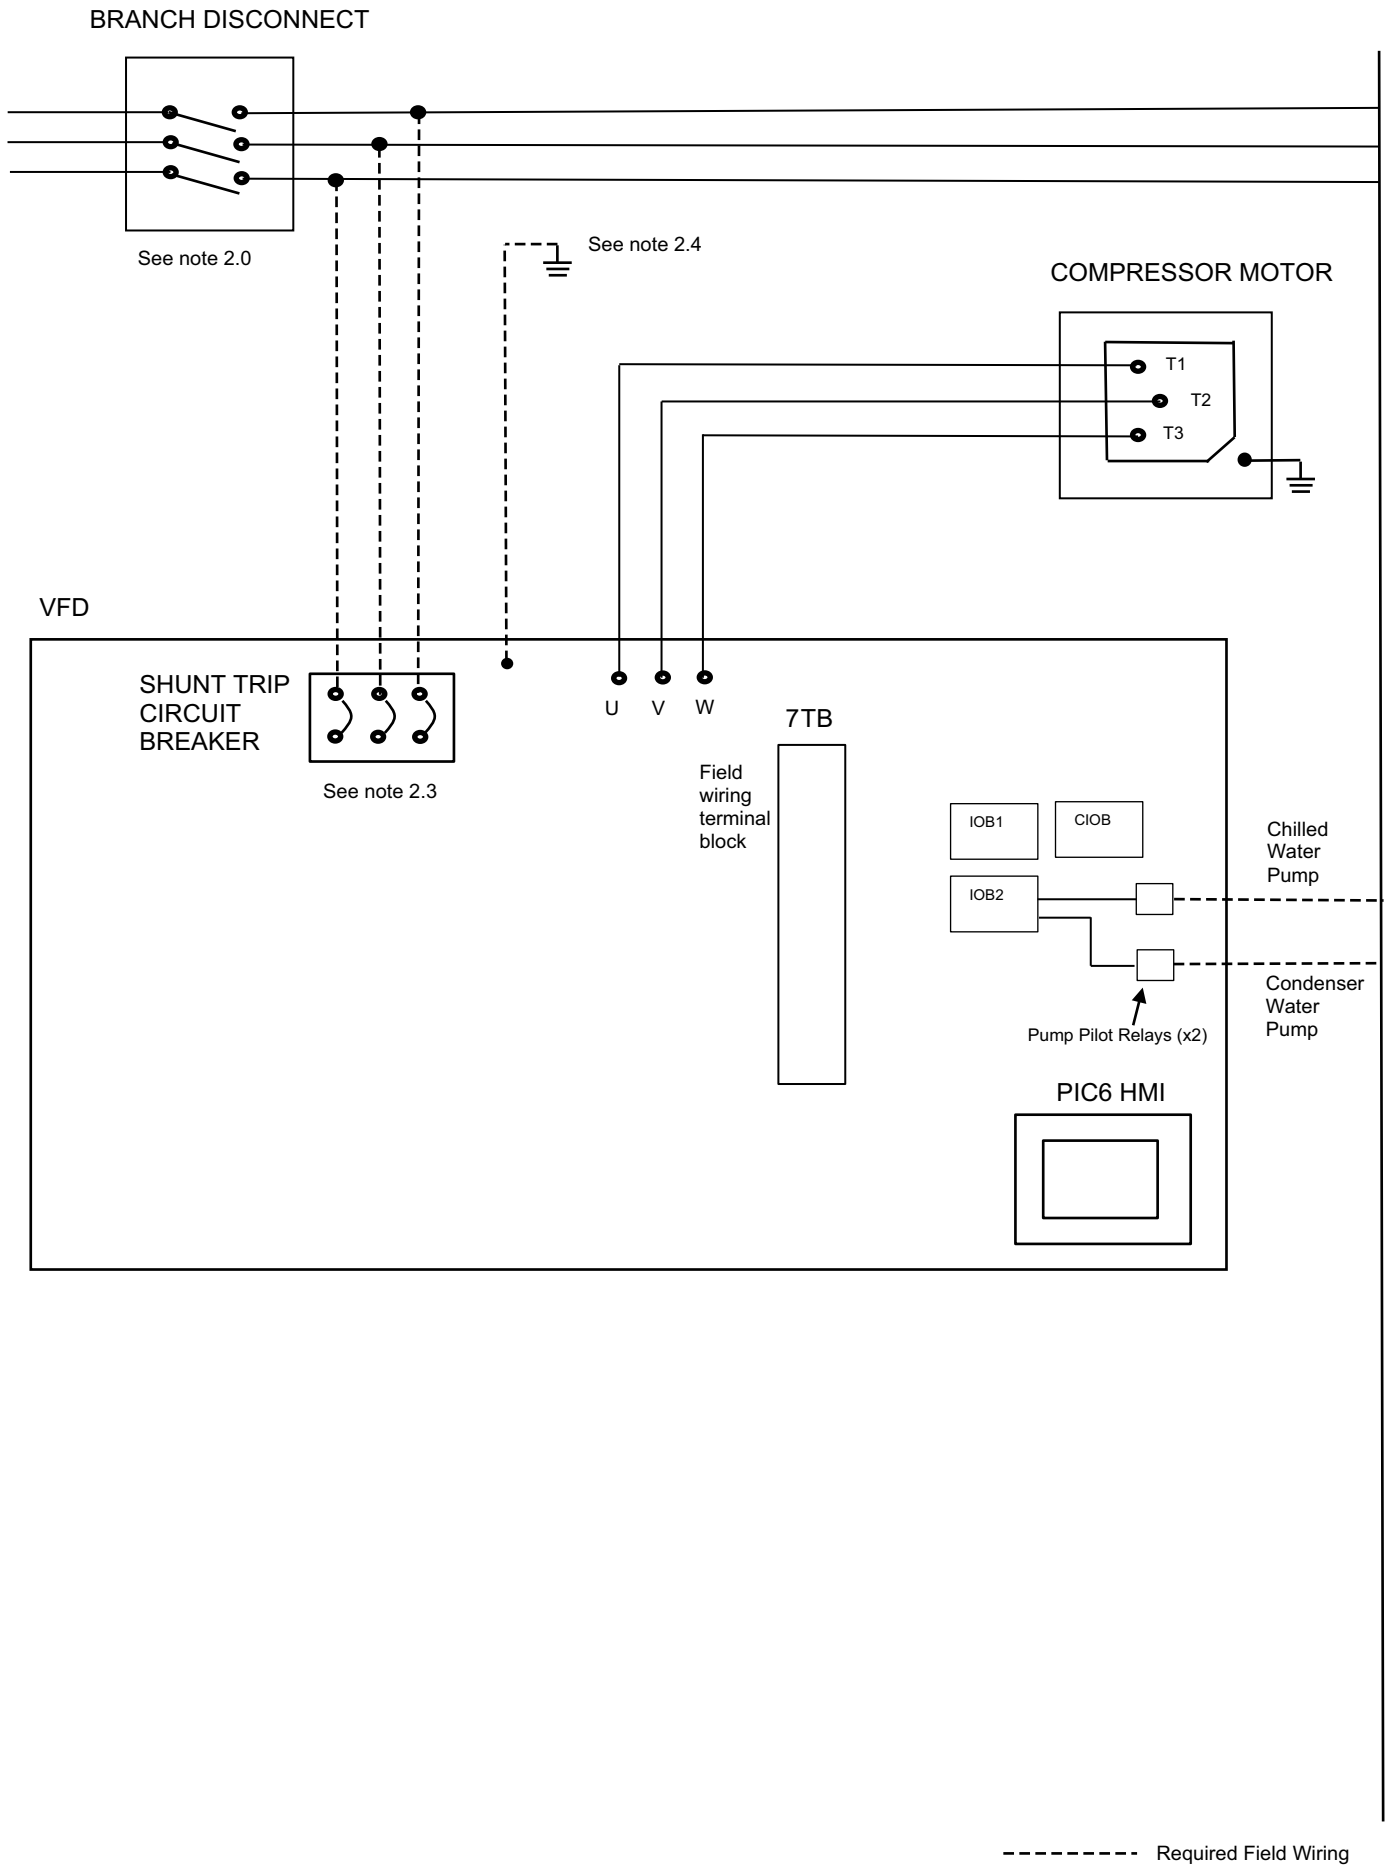 BRANCH DISCONNECT
See note 2.0
See note 2.4
COMPRESSOR MOTOR
T1
T2
T3
VFD
SHUNT TRIP
CIRCUIT
BREAKER
See note 2.3
U V W
7TB
Field
wiring
terminal
block
IOB1
CIOB
IOB2
Chilled
Water
Pump
Condenser
Water
Pump
Pump Pilot Relays (x2)
PIC6 HMI
Required Field Wiring